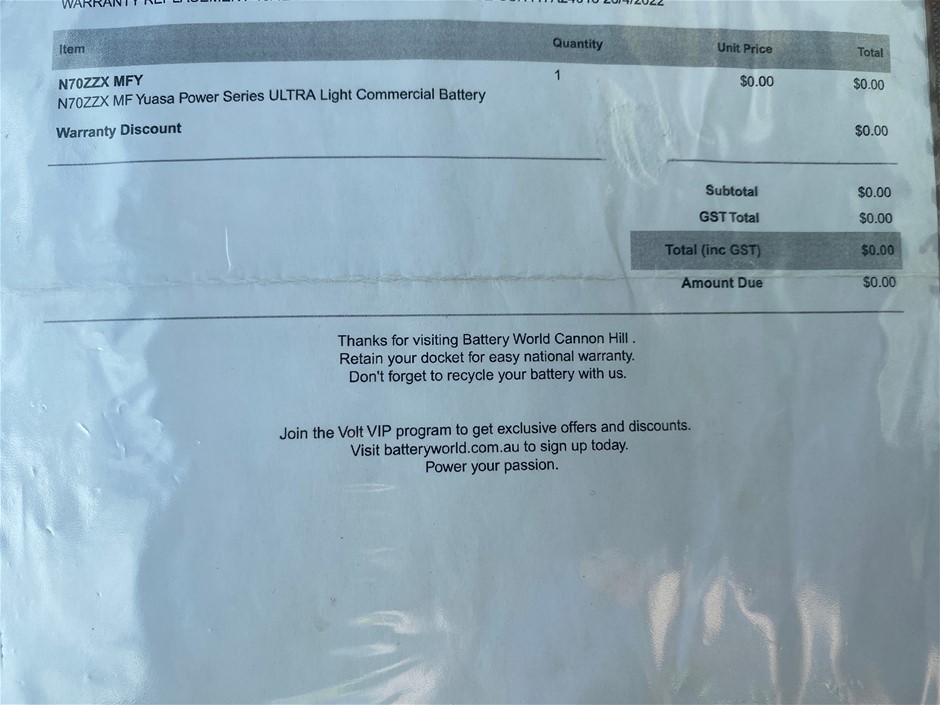 WARRANTY
Item Quantity Unit Price Total
N70ZZX MFY 1 $0.00 $0.00
N70ZZX MF Yuasa Power Series ULTRA Light Commercial Battery
Warranty Discount $0.00
Subtotal $0.00
GST Total $0.00
Total (inc GST) $0.00
Amount Due $0.00
Thanks for visiting Battery World Cannon Hill .
Retain your docket for easy national warranty.
Don't forget to recycle your battery with us.
Join the Volt VIP program to get exclusive offers and discounts.
Visit batteryworld.com.au to sign up today.
Power your passion.